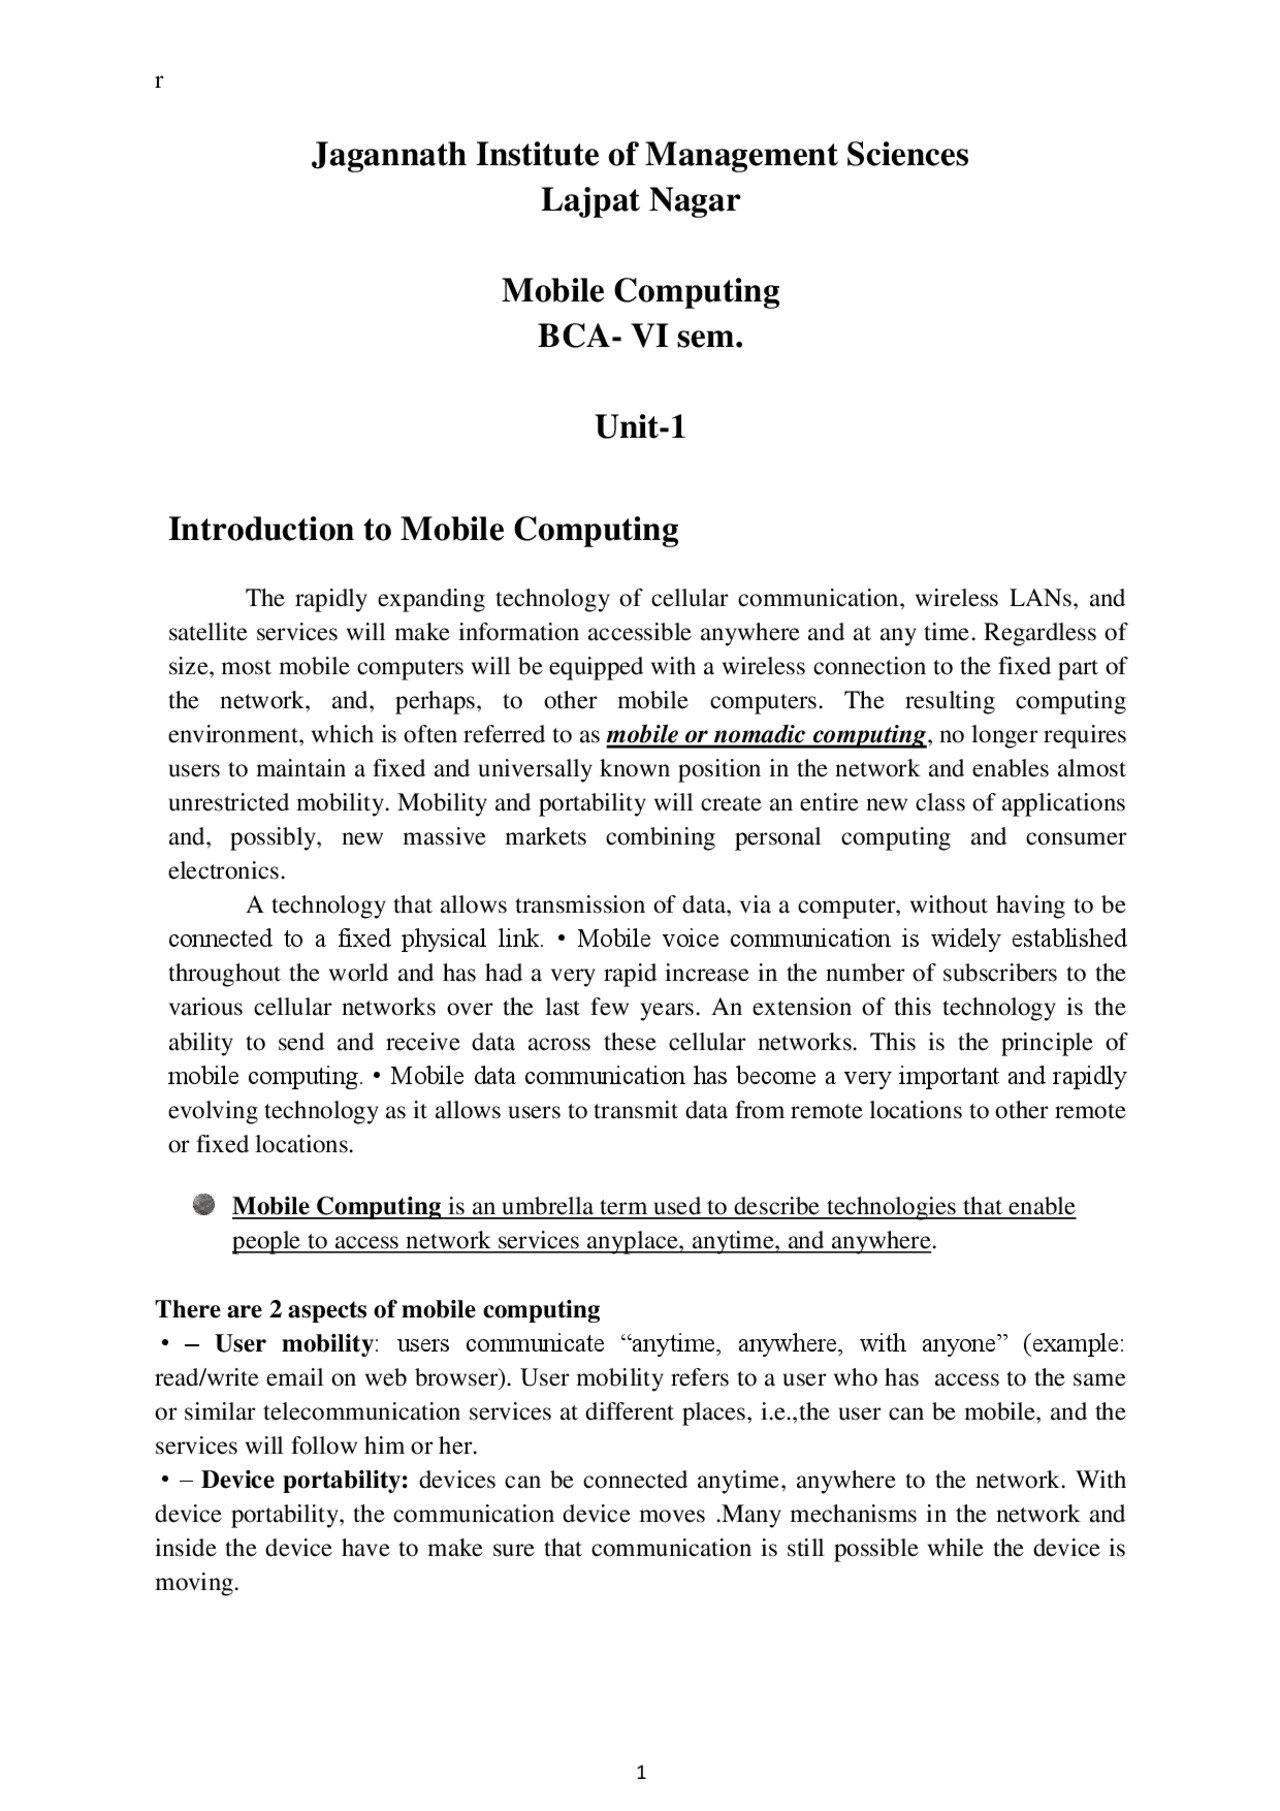 r
Jagannath Institute of Management Sciences
Lajpat Nagar
Mobile Computing
BCA- VI sem.
Unit-1
Introduction to Mobile Computing
The rapidly expanding technology of cellular communication, wireless LANs, and
satellite services will make information accessible anywhere and at any time. Regardless of
size, most mobile computers will be equipped with a wireless connection to the fixed part of
the network, and, perhaps, to other mobile computers. The resulting computing
environment, which is often referred to as mobile or nomadic computing, no longer requires
users to maintain a fixed and universally known position in the network and enables almost
unrestricted mobility. Mobility and portability will create an entire new class of applications
and, possibly, new massive markets combining personal computing and consumer
electronics.
A technology that allows transmission of data, via a computer, without having to be
connected to a fixed physical link. • Mobile voice communication is widely established
throughout the world and has had a very rapid increase in the number of subscribers to the
various cellular networks over the last few years. An extension of this technology is the
ability to send and receive data across these cellular networks. This is the principle of
mobile computing. • Mobile data communication has become a very important and rapidly
evolving technology as it allows users to transmit data from remote locations to other remote
or fixed locations.
Mobile Computing is an umbrella term used to describe technologies that enable
people to access network services anyplace, anytime, and anywhere.
There are 2 aspects of mobile computing
• – User mobility: users communicate “anytime, anywhere, with anyone” (example:
read/write email on web browser). User mobility refers to a user who has access to the same
or similar telecommunication services at different places, i.e.,the user can be mobile, and the
services will follow him or her.
• – Device portability: devices can be connected anytime, anywhere to the network. With
device portability, the communication device moves .Many mechanisms in the network and
inside the device have to make sure that communication is still possible while the device is
moving.
1